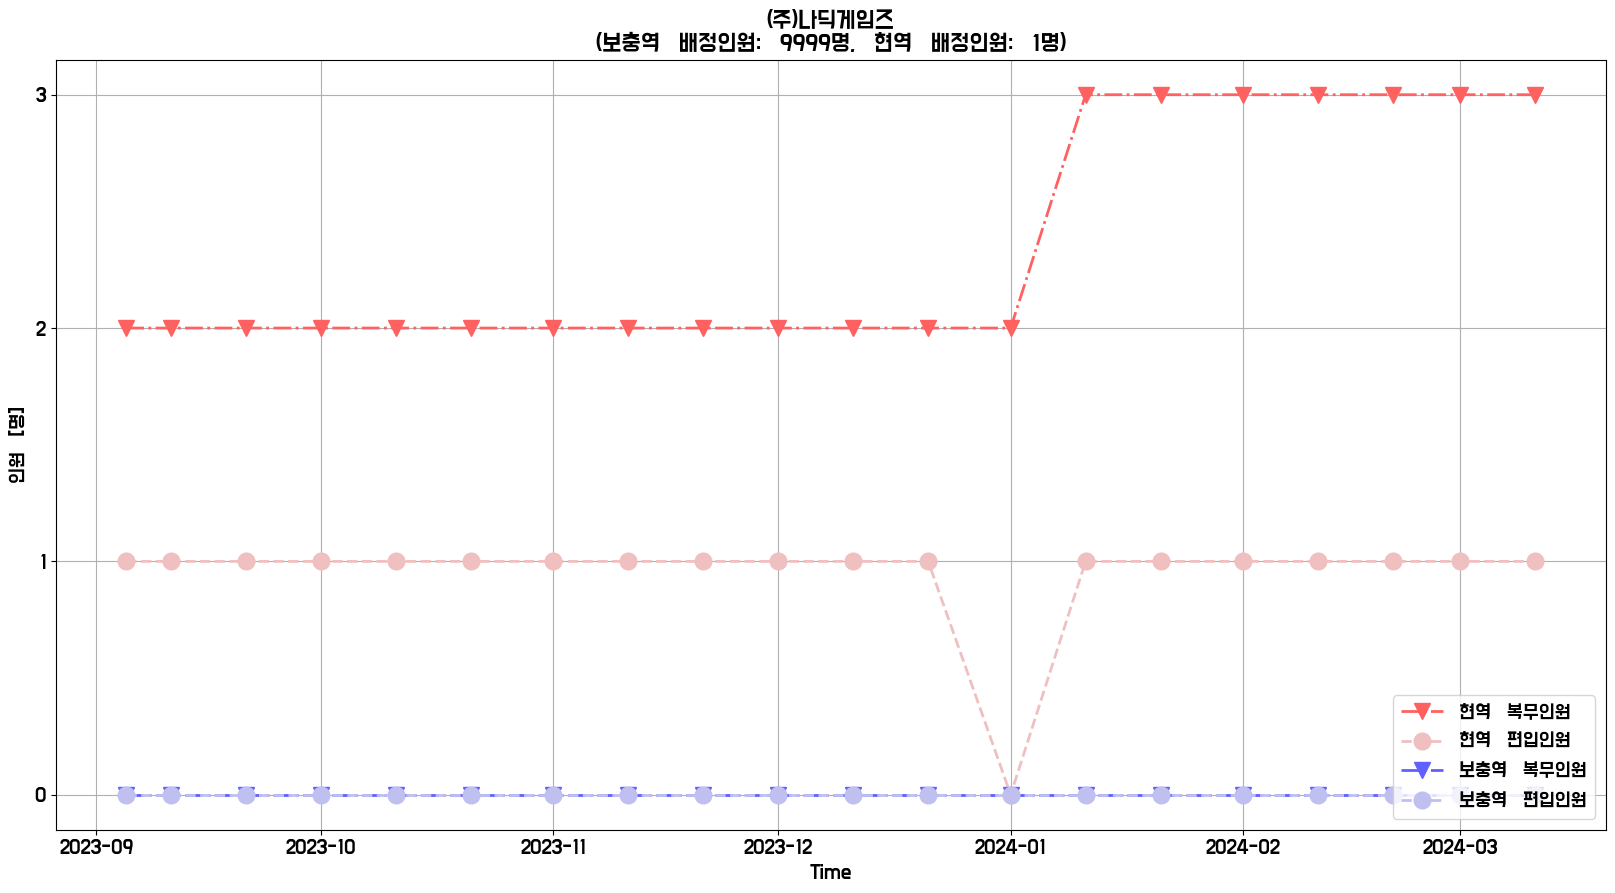 (주)나딕게임즈
(보충역 배정인원: 9999명, 현역 배정인원: 1명)
3
2
1
0
인원 [명]
2023-09
2023-10
2023-11
2023-12
2024-01
2024-02
2024-03
Time
현역 복무인원
현역 편입인원
보충역 복무인원
보충역 편입인원